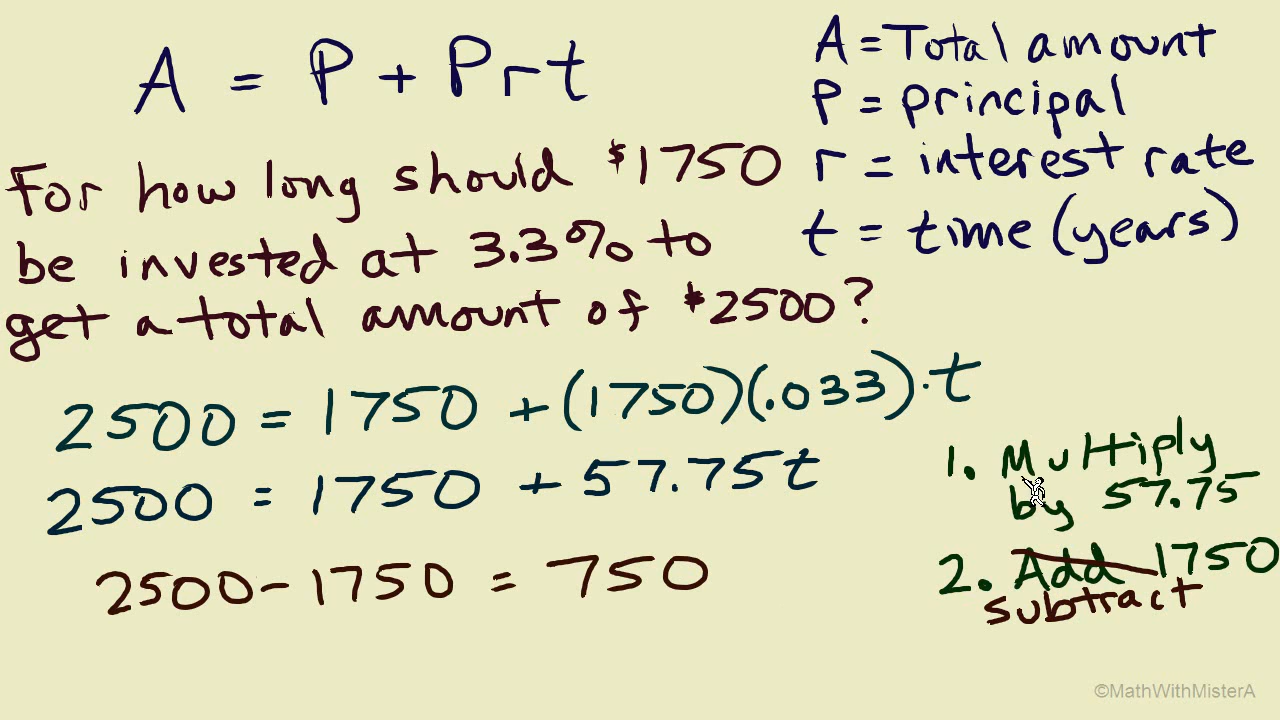 A = P + Prt
A = Total amount
P = principal
r = interest rate
t = time (years)
For how long should $1750
be invested at 3.3% to
get a total amount of $2500?
2500 = 1750 + (1750)(.033)·t
2500 = 1750 + 57.75t
2500 - 1750 = 750
1. Multiply
by 57.75
2. Add 1750
subtract
©MathWithMisterA